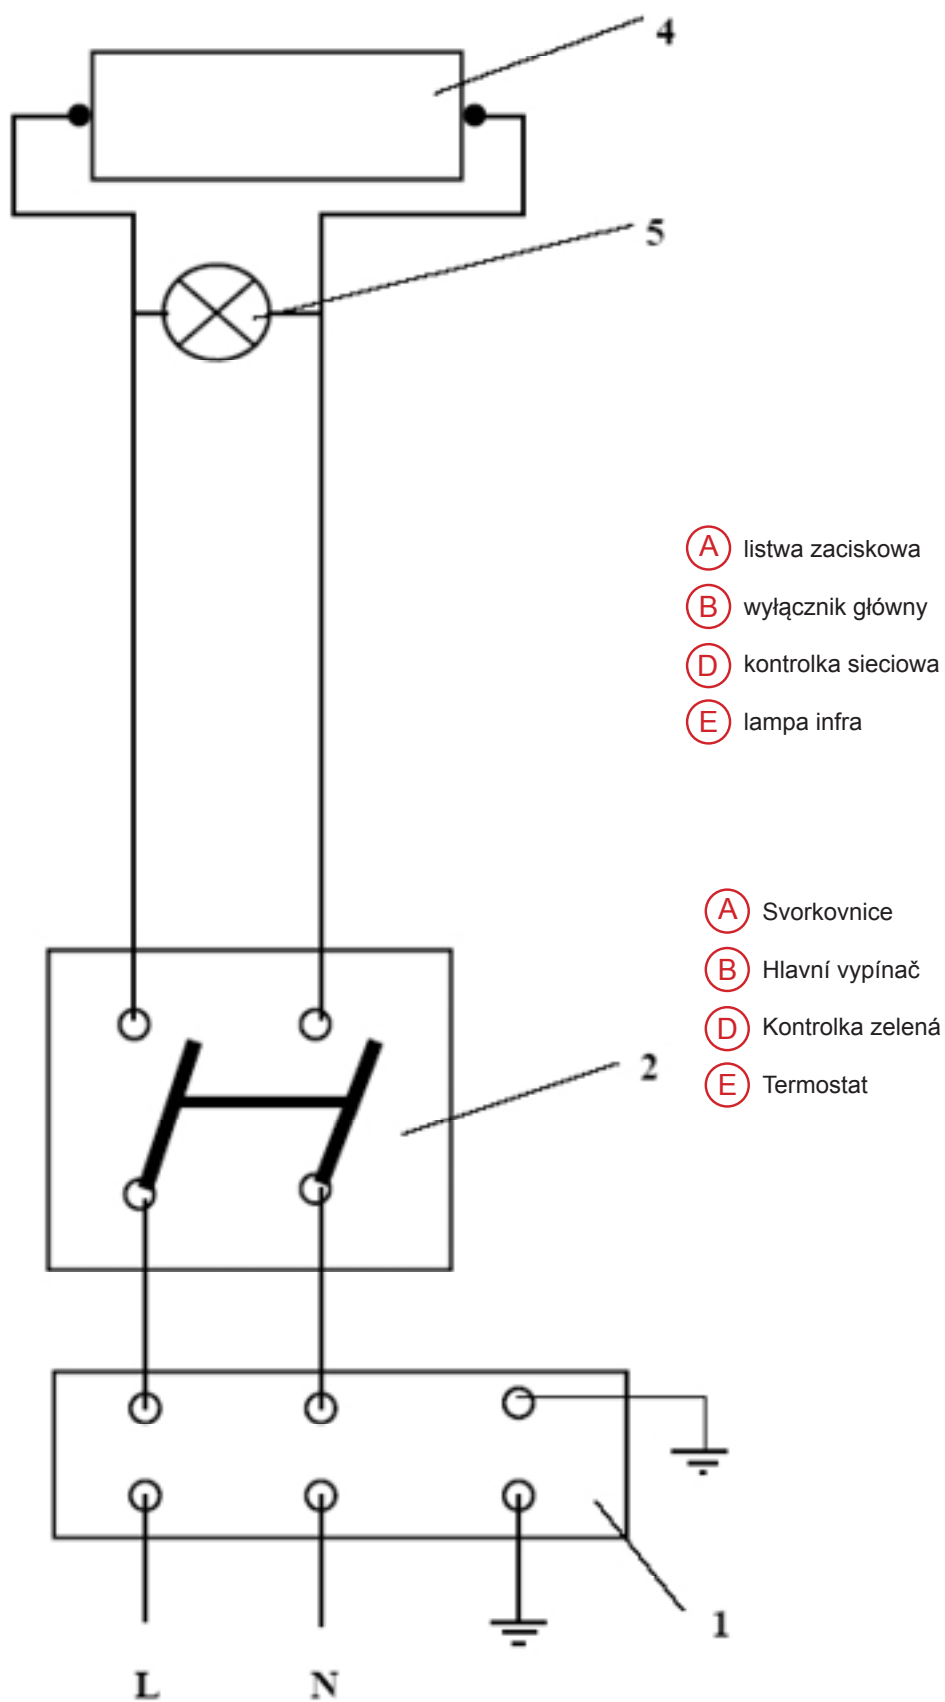 4
5
A listwa zaciskowa
B wyłącznik główny
D kontrolka sieciowa
E lampa infra
A Svorkovnice
B Hlavní vypínač
D Kontrolka zelená
E Termostat
2
1
L N